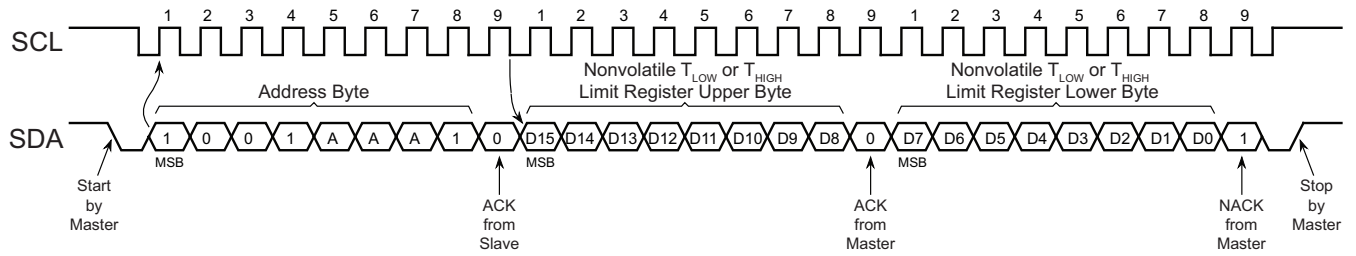 1 2 3 4 5 6 7 8 9 1 2 3 4 5 6 7 8 9 1 2 3 4 5 6 7 8 9
SCL
Nonvolatile TLOW or THIGH
Limit Register Upper Byte
Nonvolatile TLOW or THIGH
Limit Register Lower Byte
Address Byte
SDA
1 0 0 1 A A A 1 0 D15 D14 D13 D12 D11 D10 D9 D8 0 D7 D6 D5 D4 D3 D2 D1 D0 1
MSB
MSB
MSB
Start
by
Master
ACK
from
Slave
ACK
from
Master
NACK
from
Master
Stop
by
Master